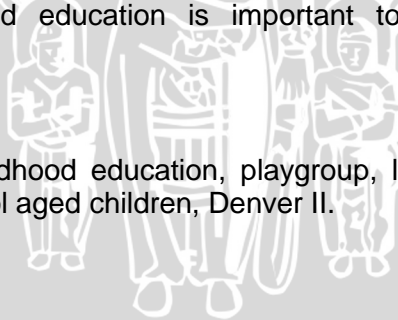 d education is important to
dhood education, playgroup, l
l aged children, Denver II.